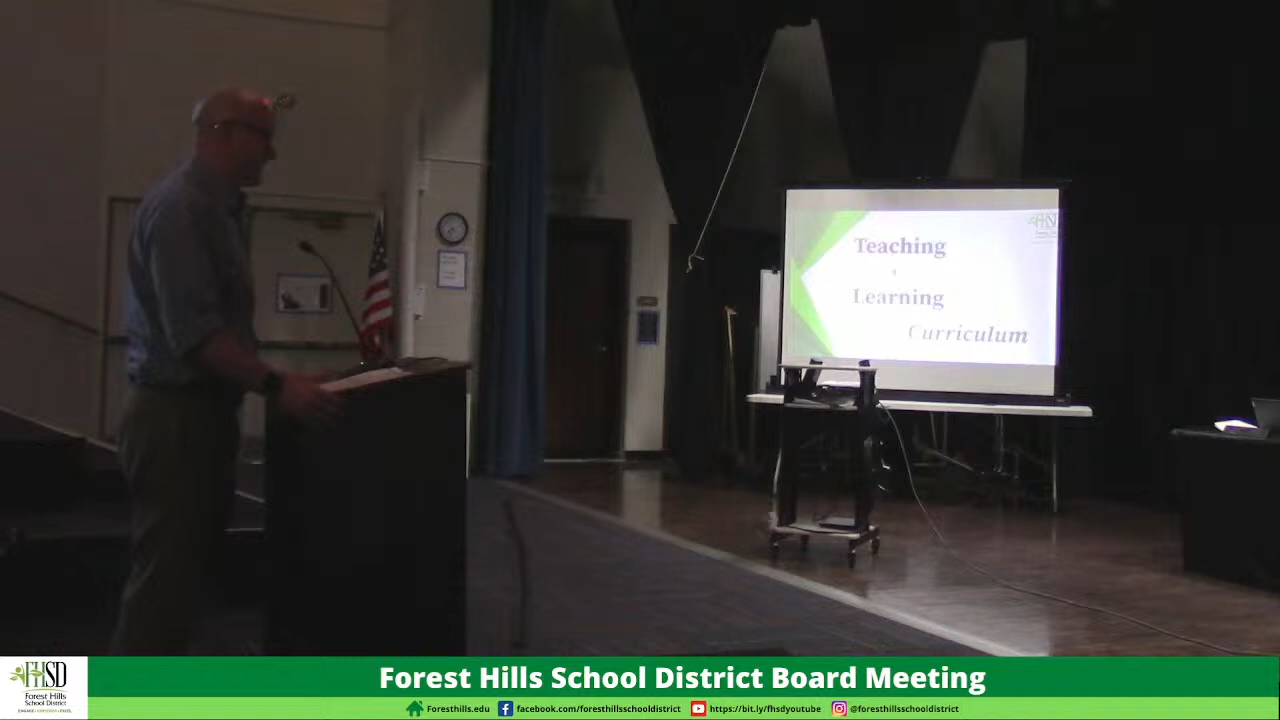 FHSD
Teaching
Learning
Curriculum
FHSD
Forest Hills
School District
Forest Hills School District Board Meeting
Foresthills.edu
facebook.com/foresthillsschooldistrict
https://bit.ly/fhsdyoutube
@foresthillsschooldistrict